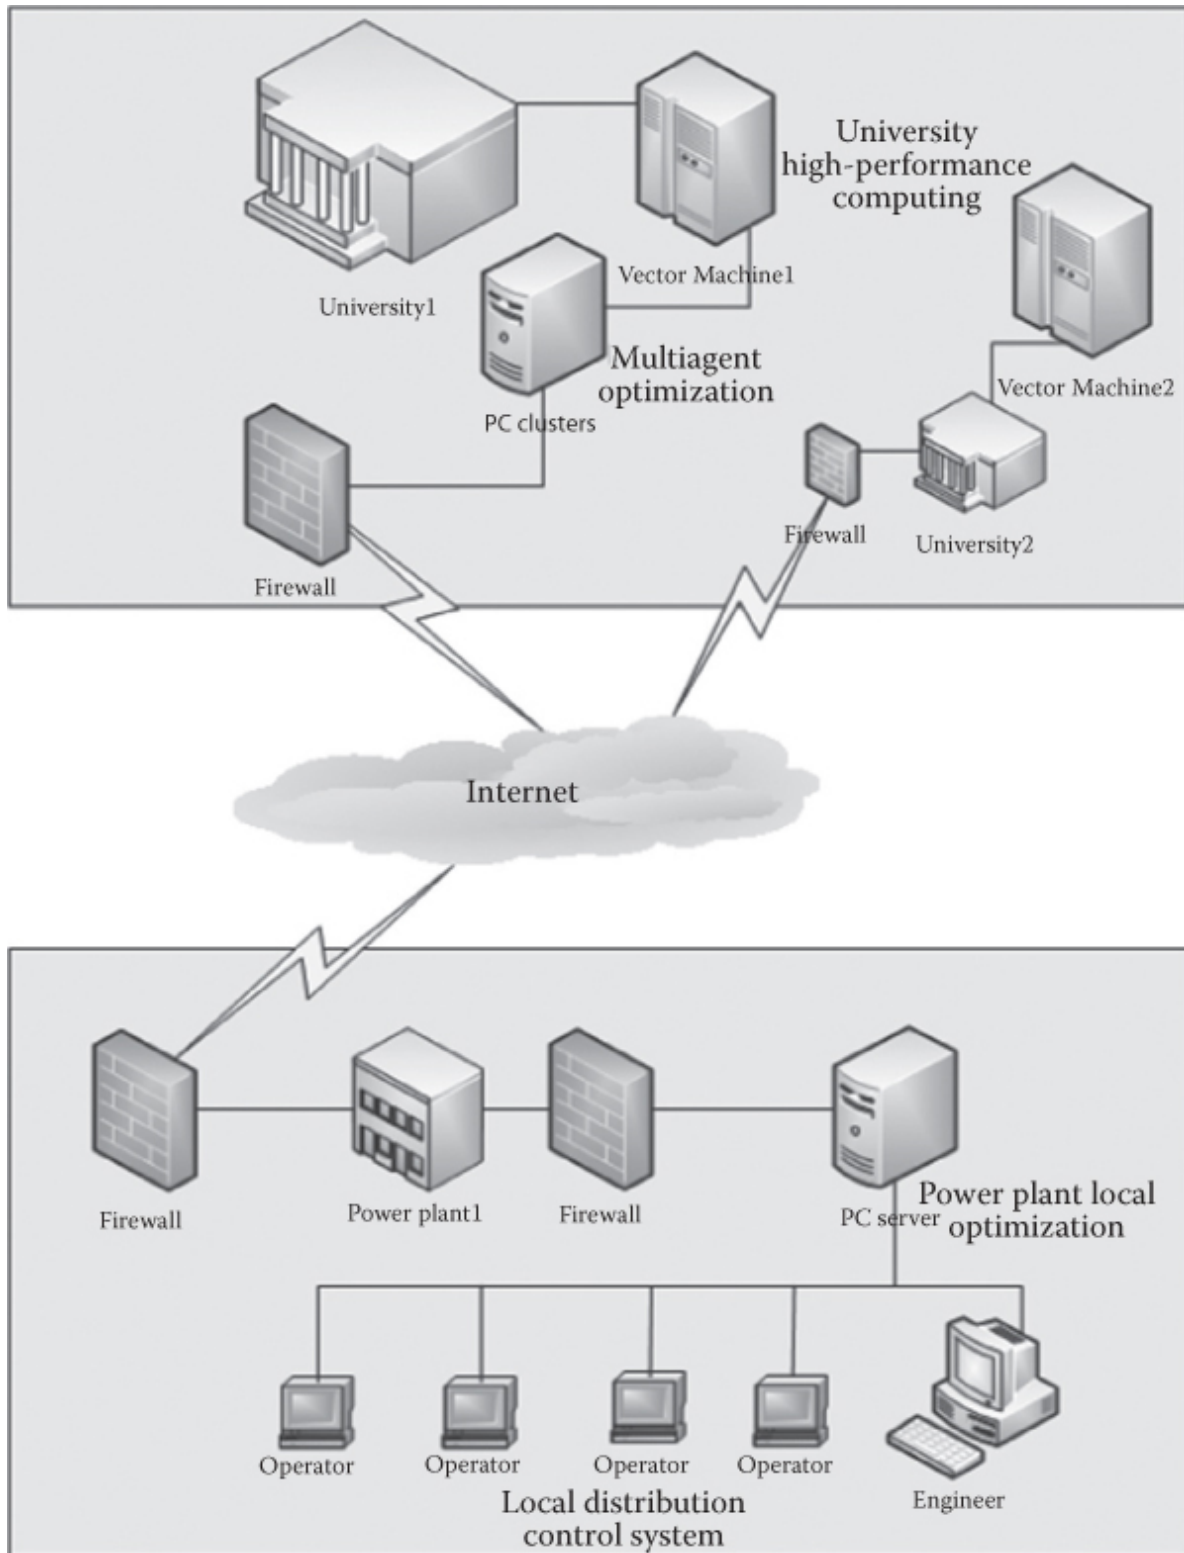 University
high-performance
computing
Vector Machine1
University1
Multiagent
optimization
Vector Machine2
PC clusters
Firewall
University2
Firewall
Internet
Firewall
Power plant1
Firewall
PC server
Power plant local
optimization
Operator
Operator
Operator
Operator
Engineer
Local distribution
control system